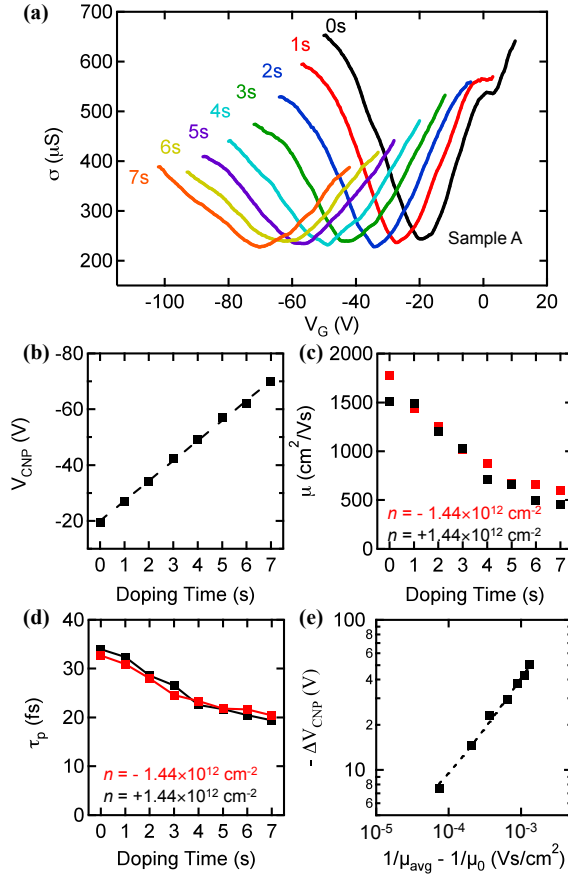 (a)
700
600
500
400
300
200
σ (µS)
0s
1s
2s
3s
4s
5s
6s
7s
Sample A
-100 -80 -60 -40 -20 0 20
V_G (V)
(b)
-80
-60
-40
-20
V_CNP (V)
0 1 2 3 4 5 6 7
Doping Time (s)
(c)
2000
1500
1000
500
0
µ (cm²/Vs)
n = - 1.44×10¹² cm⁻²
n = +1.44×10¹² cm⁻²
0 1 2 3 4 5 6 7
Doping Time (s)
(d)
40
30
20
10
0
τ_p (fs)
n = - 1.44×10¹² cm⁻²
n = +1.44×10¹² cm⁻²
0 1 2 3 4 5 6 7
Doping Time (s)
(e)
100
8
6
4
2
10
8
6
- ΔV_CNP (V)
10⁻⁵ 10⁻⁴ 10⁻³
1/µ_avg - 1/µ_0 (Vs/cm²)